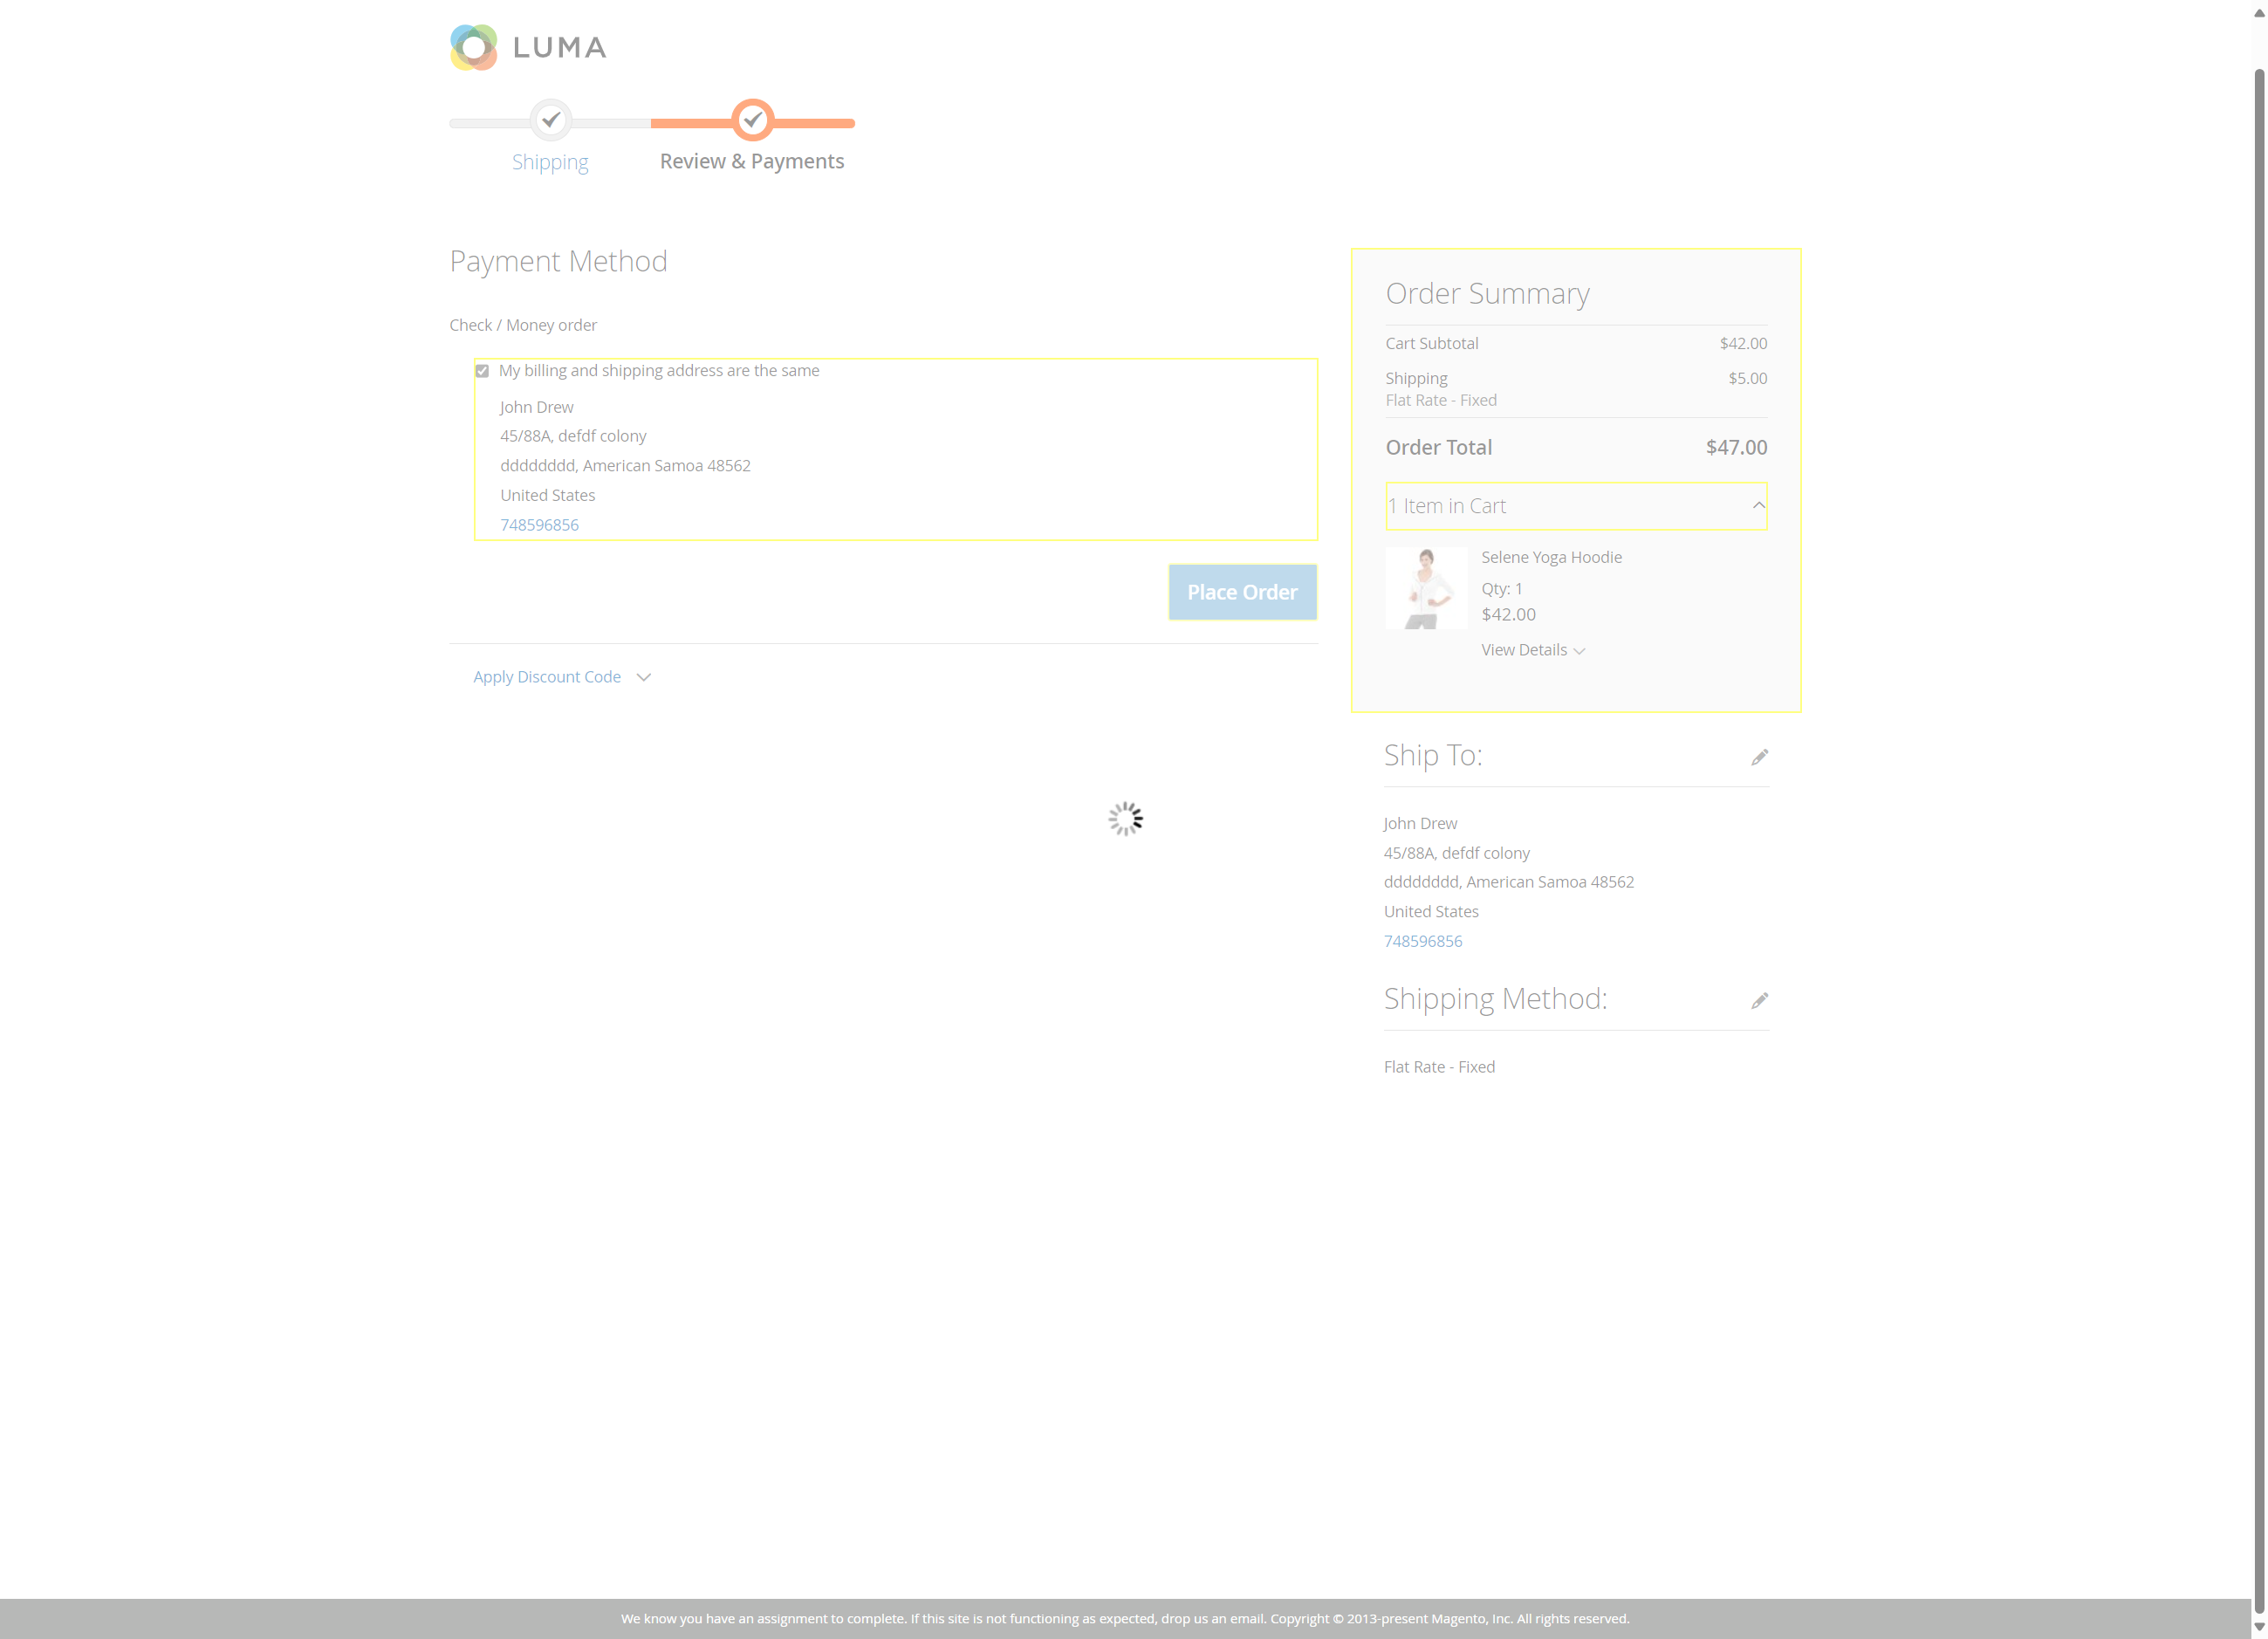 LUMA
Shipping
Review & Payments
Payment Method
Check / Money order
My billing and shipping address are the same
John Drew
45/88A, defdf colony
dddddddd, American Samoa 48562
United States
748596856
Place Order
Apply Discount Code
Order Summary
Cart Subtotal $42.00
Shipping $5.00
Flat Rate - Fixed
Order Total $47.00
1 Item in Cart
Selene Yoga Hoodie
Qty: 1
$42.00
View Details
Ship To:
John Drew
45/88A, defdf colony
dddddddd, American Samoa 48562
United States
748596856
Shipping Method:
Flat Rate - Fixed
We know you have an assignment to complete. If this site is not functioning as expected, drop us an email. Copyright © 2013-present Magento, Inc. All rights reserved.